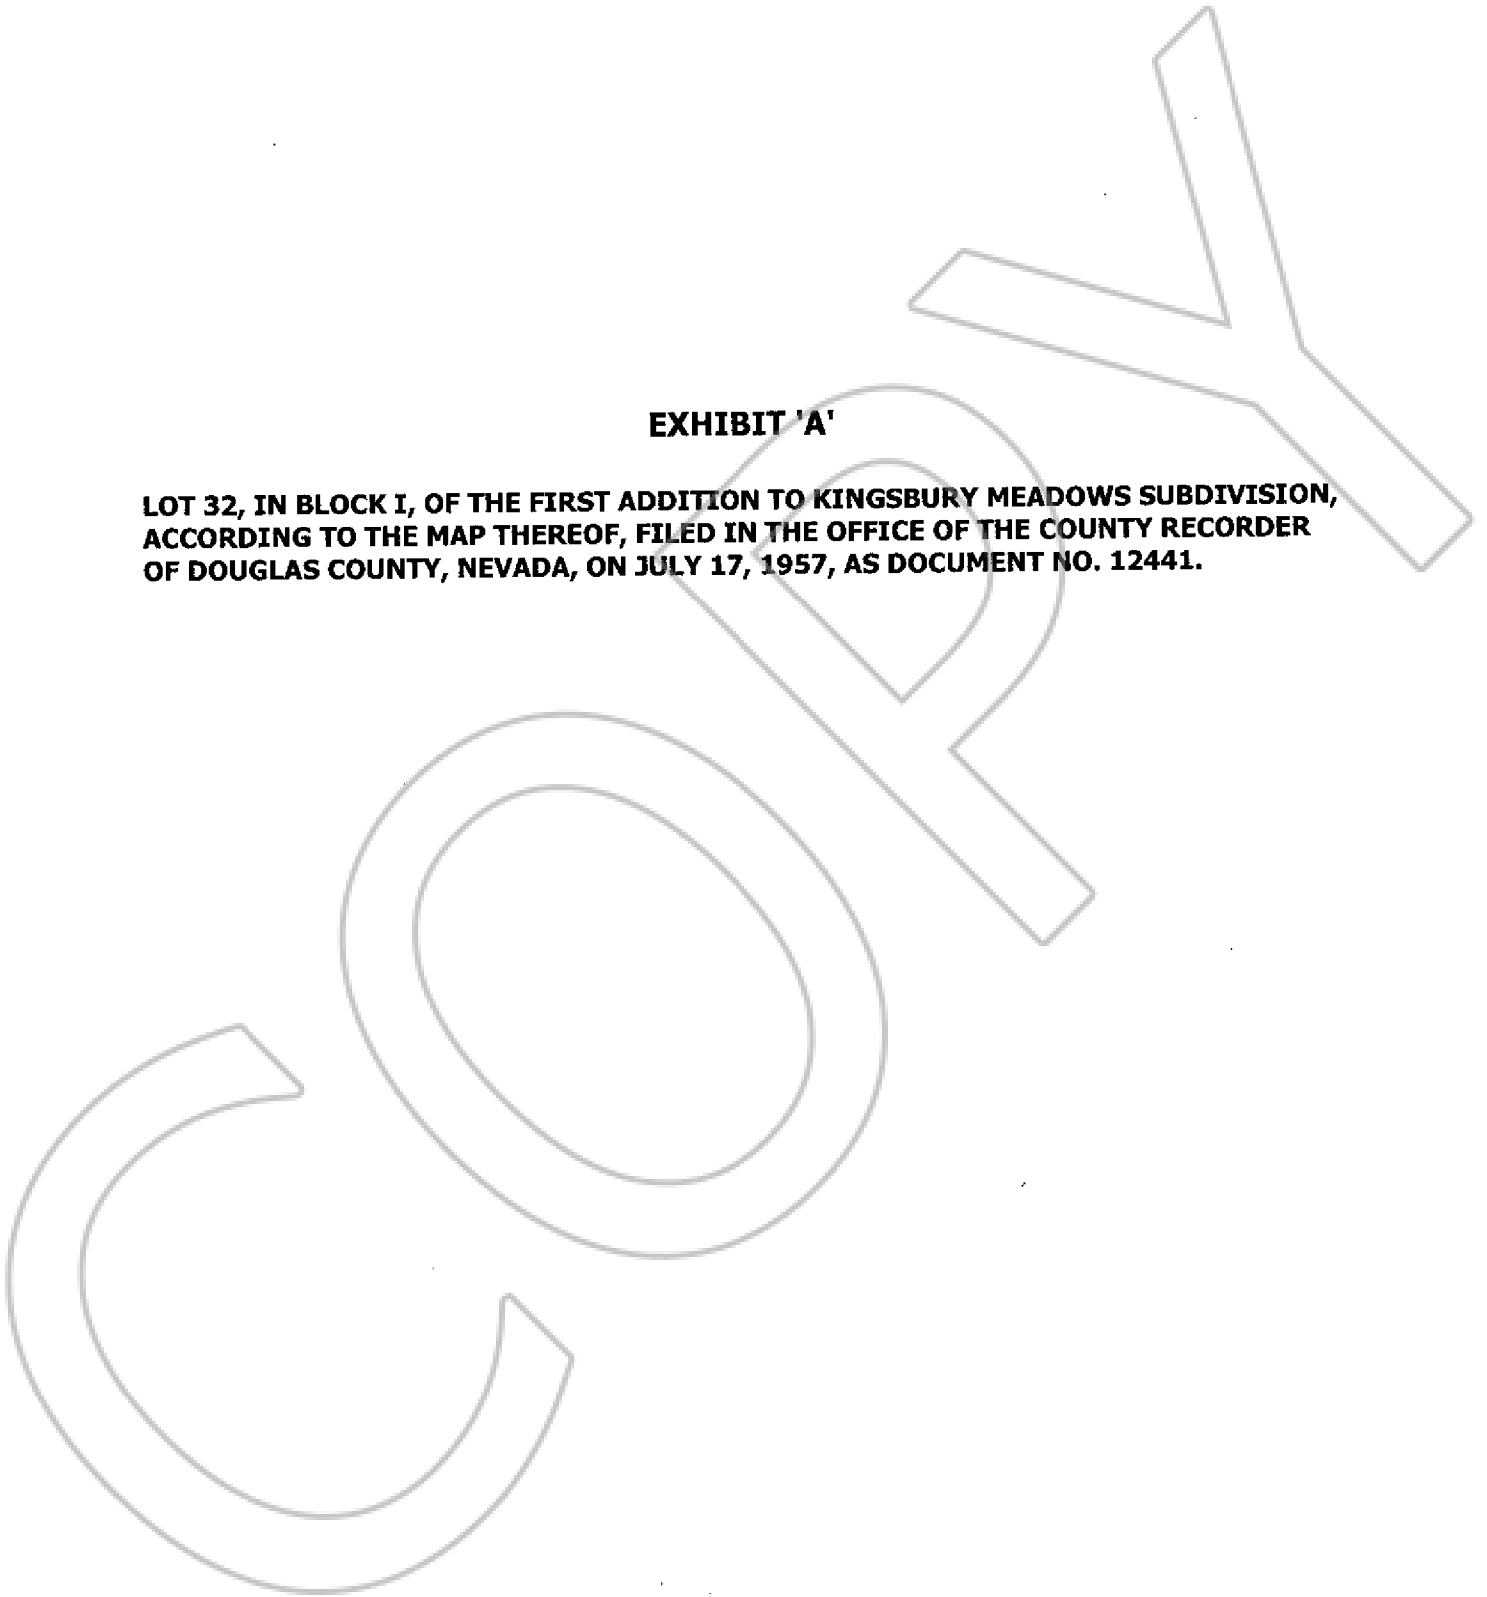 EXHIBIT 'A'
LOT 32, IN BLOCK I, OF THE FIRST ADDITION TO KINGSBURY MEADOWS SUBDIVISION,
ACCORDING TO THE MAP THEREOF, FILED IN THE OFFICE OF THE COUNTY RECORDER
OF DOUGLAS COUNTY, NEVADA, ON JULY 17, 1957, AS DOCUMENT NO. 12441.
COPY